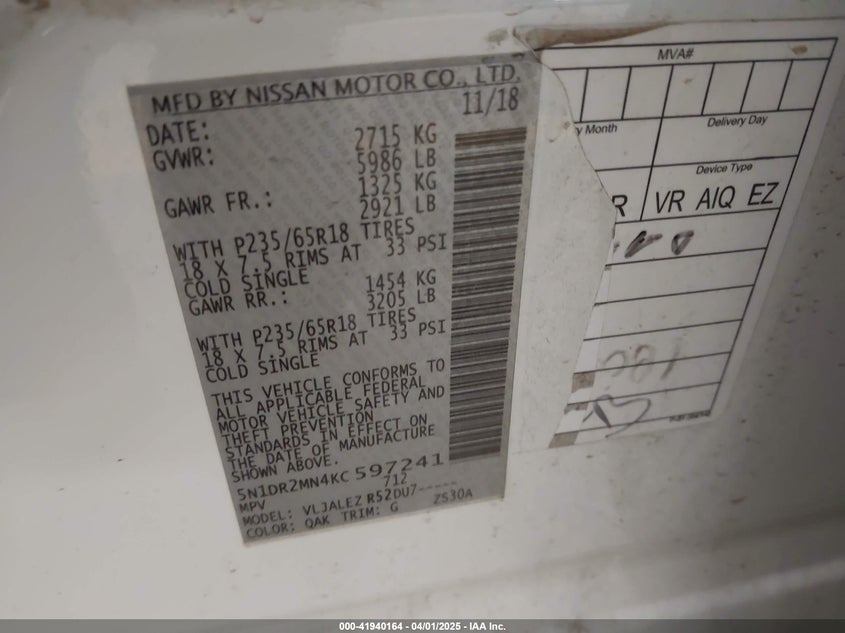 MFD BY NISSAN MOTOR CO., LTD.
DATE: 11/18
GVWR: 2715 KG
5986 LB
GAWR FR.: 1325 KG
2921 LB
WITH P235/65R18 TIRES
18 X 7.5 RIMS AT 33 PSI
COLD SINGLE
GAWR RR.: 1454 KG
3205 LB
WITH P235/65R18 TIRES
18 X 7.5 RIMS AT 33 PSI
COLD SINGLE
THIS VEHICLE CONFORMS TO
ALL APPLICABLE FEDERAL
MOTOR VEHICLE SAFETY AND
THEFT PREVENTION
STANDARDS IN EFFECT ON
THE DATE OF MANUFACTURE
SHOWN ABOVE.
5N1DR2MN4KC597241
MPV 712
MODEL: VLJALEZ R52DU7-----
COLOR: QAK TRIM: G ZS30A
MVA#
y Month
Delivery Day
Device Type
R VR AIQ EZ
081
000-41940164 - 04/01/2025 - IAA Inc.